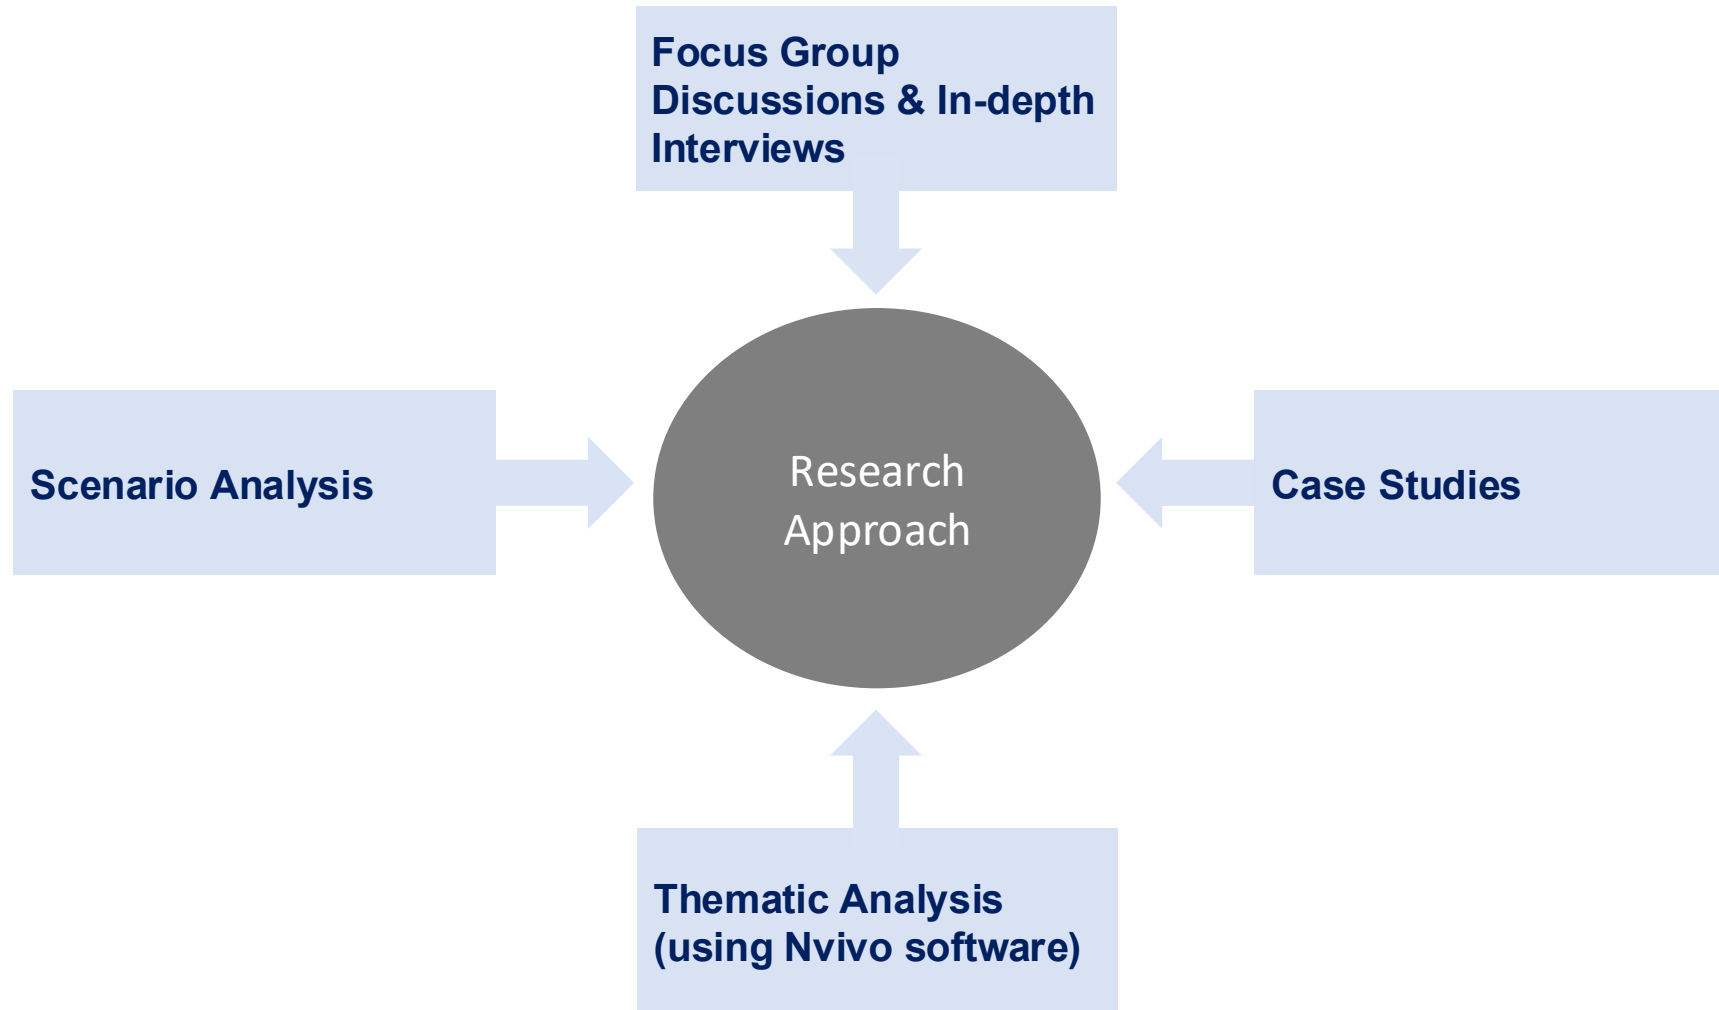 Focus Group
Discussions & In-depth
Interviews
Scenario Analysis
Research
Approach
Case Studies
Thematic Analysis
(using Nvivo software)